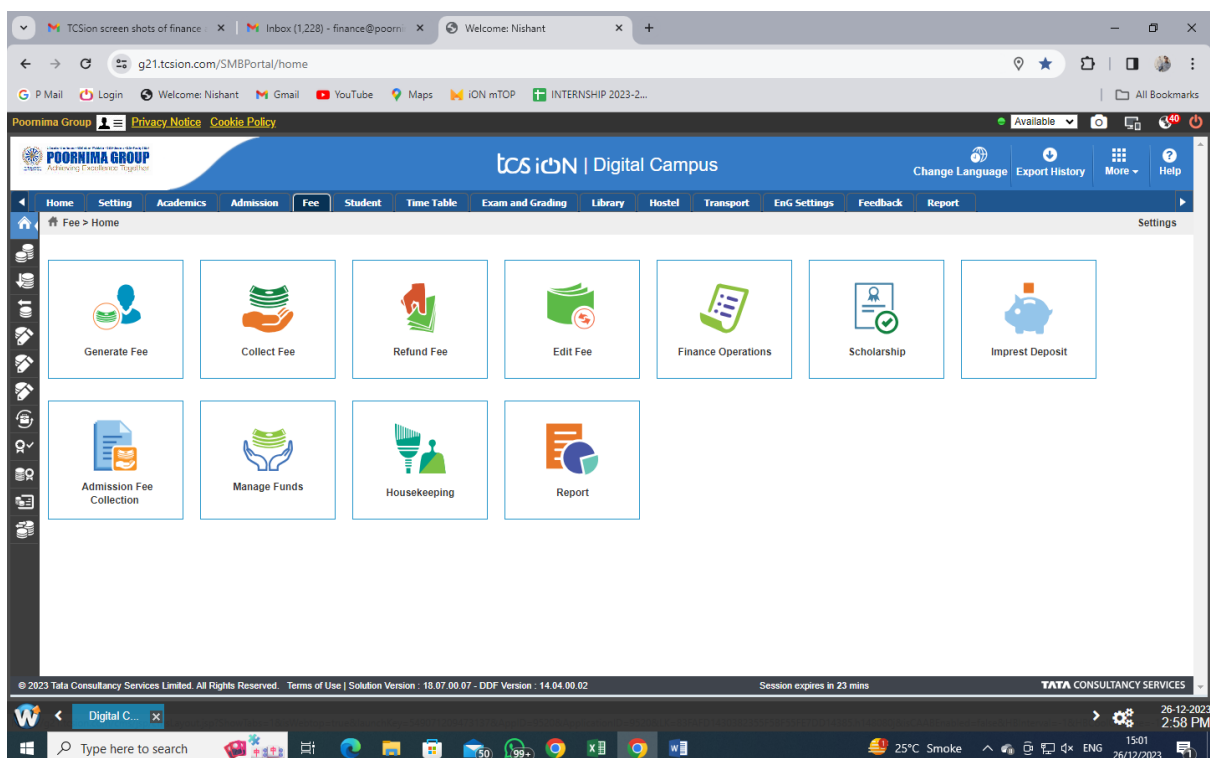 TCSion screen shots of finance
Inbox (1,228) - finance@poorni
Welcome: Nishant
g21.tcsion.com/SMBPortal/home
P Mail Login Welcome: Nishant Gmail YouTube Maps iON mTOP INTERNSHIP 2023-2... All Bookmarks
Poornima Group Privacy Notice Cookie Policy Available 40
POORNIMA GROUP
Achieving Excellence Together
tcs iON | Digital Campus
Change Language Export History More Help
Home Setting Academics Admission Fee Student Time Table Exam and Grading Library Hostel Transport EnG Settings Feedback Report
Fee > Home Settings
Generate Fee Collect Fee Refund Fee Edit Fee Finance Operations Scholarship Imprest Deposit
Admission Fee Collection Manage Funds Housekeeping Report
© 2023 Tata Consultancy Services Limited. All Rights Reserved. Terms of Use | Solution Version : 18.07.00.07 - DDF Version : 14.04.00.02 Session expires in 23 mins TATA CONSULTANCY SERVICES
Digital C... 26-12-2023
2:58 PM
Type here to search 50 99+ 25°C Smoke ENG 15:01
26/12/2023